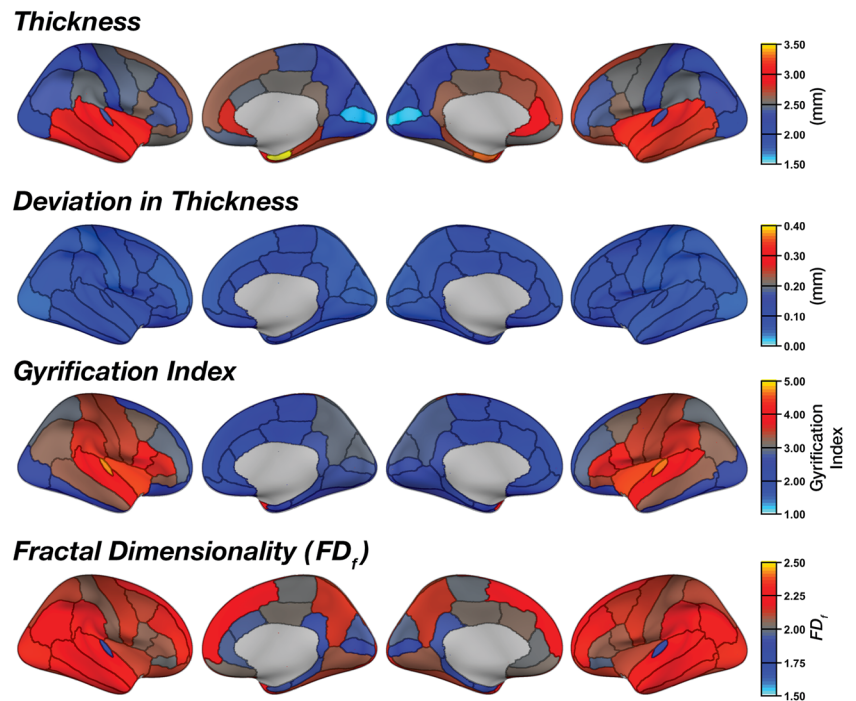 Thickness
3.50
3.00
2.50
2.00
1.50
(mm)
Deviation in Thickness
0.40
0.30
0.20
0.10
0.00
(mm)
Gyrification Index
5.00
4.00
3.00
2.00
1.00
Gyrification
Index
Fractal Dimensionality (FDf)
2.50
2.25
2.00
1.75
1.50
FDf